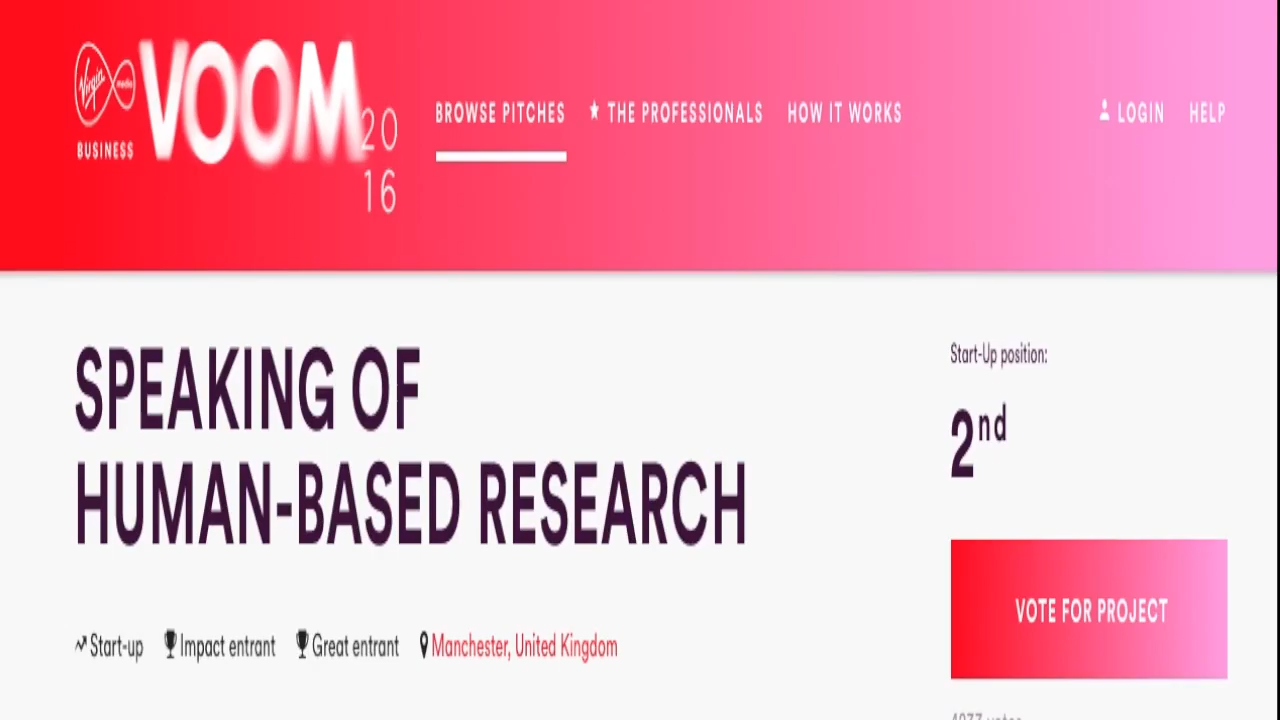 Virgin media
BUSINESS
VOOM
20
16
BROWSE PITCHES
THE PROFESSIONALS
HOW IT WORKS
LOGIN
HELP
SPEAKING OF
HUMAN-BASED RESEARCH
Start-up
Impact entrant
Great entrant
Manchester, United Kingdom
Start-Up position:
2nd
VOTE FOR PROJECT